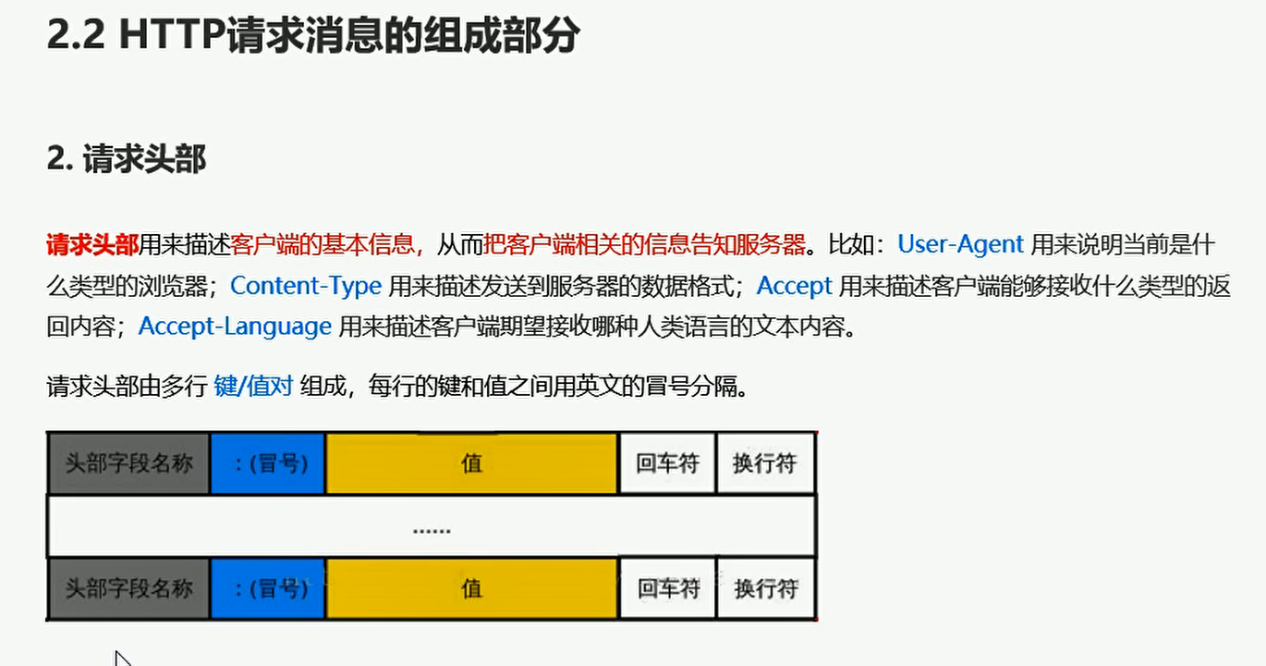 2.2 HTTP请求消息的组成部分
2. 请求头部
请求头部用来描述客户端的基本信息，从而把客户端相关的信息告知服务器。比如：User-Agent 用来说明当前是什
么类型的浏览器；Content-Type 用来描述发送到服务器的数据格式；Accept 用来描述客户端能够接收什么类型的返
回内容；Accept-Language 用来描述客户端期望接收哪种人类语言的文本内容。
请求头部由多行 键/值对 组成，每行的键和值之间用英文的冒号分隔。
头部字段名称 : (冒号) 值 回车符 换行符
......
头部字段名称 : (冒号) 值 回车符 换行符